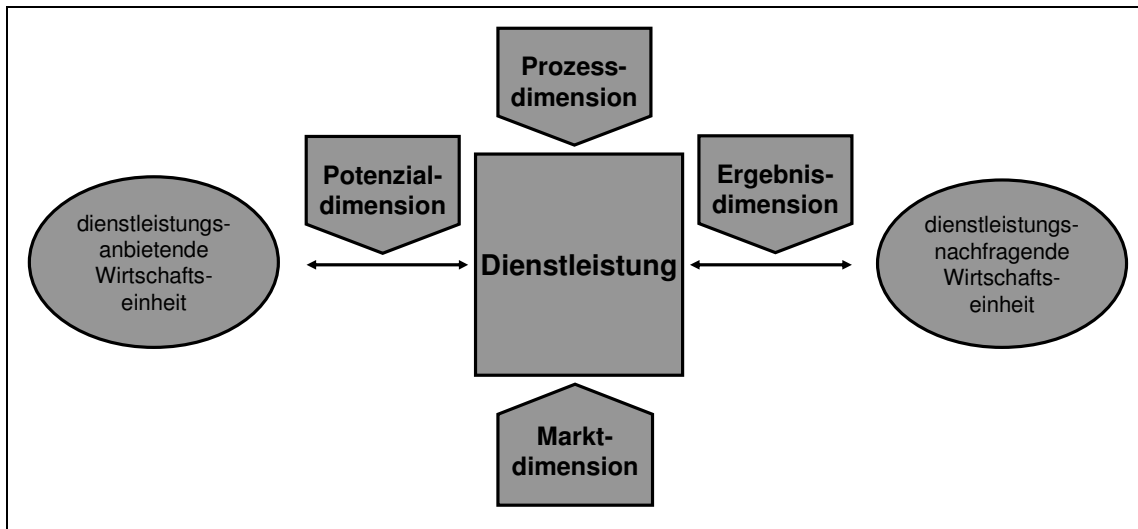 Prozess-
dimension
Potenzial-
dimension
Ergebnis-
dimension
dienstleistungs-
anbietende
Wirtschafts-
einheit
Dienstleistung
dienstleistungs-
nachfragende
Wirtschafts-
einheit
Markt-
dimension